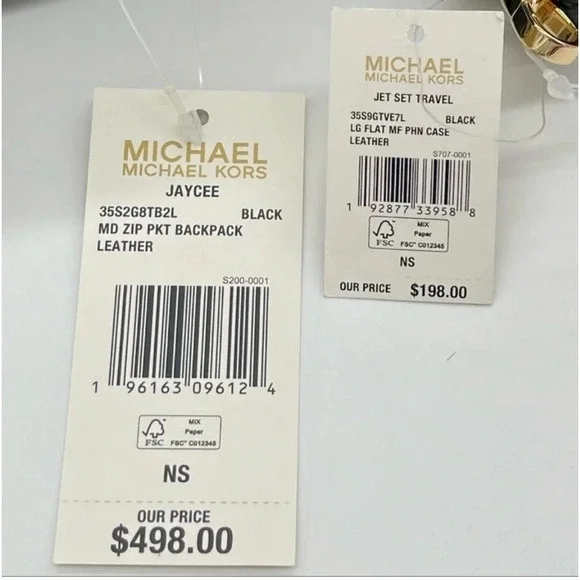 MICHAEL
MICHAEL KORS
JAYCEE
35S2G8TB2L BLACK
MD ZIP PKT BACKPACK
LEATHER
S200-0001
1 96163 09612 4
MIX
Paper
FSC FSC® C012345
NS
OUR PRICE
$498.00
MICHAEL
MICHAEL KORS
JET SET TRAVEL
35S9GTVE7L BLACK
LG FLAT MF PHN CASE
LEATHER
S707-0001
1 92877 33958 8
MIX
Paper
FSC FSC® C012345
NS
OUR PRICE $198.00